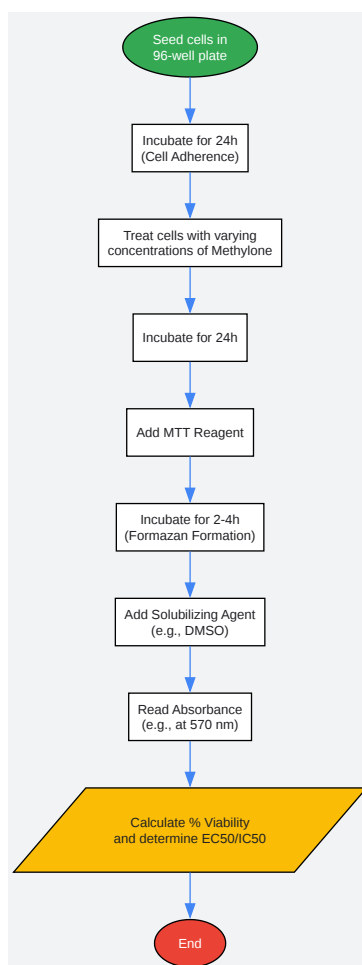 Seed cells in
96-well plate
Incubate for 24h
(Cell Adherence)
Treat cells with varying
concentrations of Methylone
Incubate for 24h
Add MTT Reagent
Incubate for 2-4h
(Formazan Formation)
Add Solubilizing Agent
(e.g., DMSO)
Read Absorbance
(e.g., at 570 nm)
Calculate % Viability
and determine EC50/IC50
End